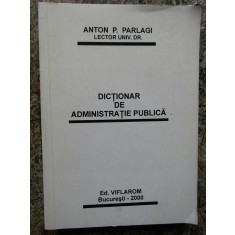 ANTON P. PARLAGI
LECTOR UNIV. DR.
DICȚIONAR
DE
ADMINISTRAȚIE PUBLICĂ
Ed. VIFLAROM
București - 2000